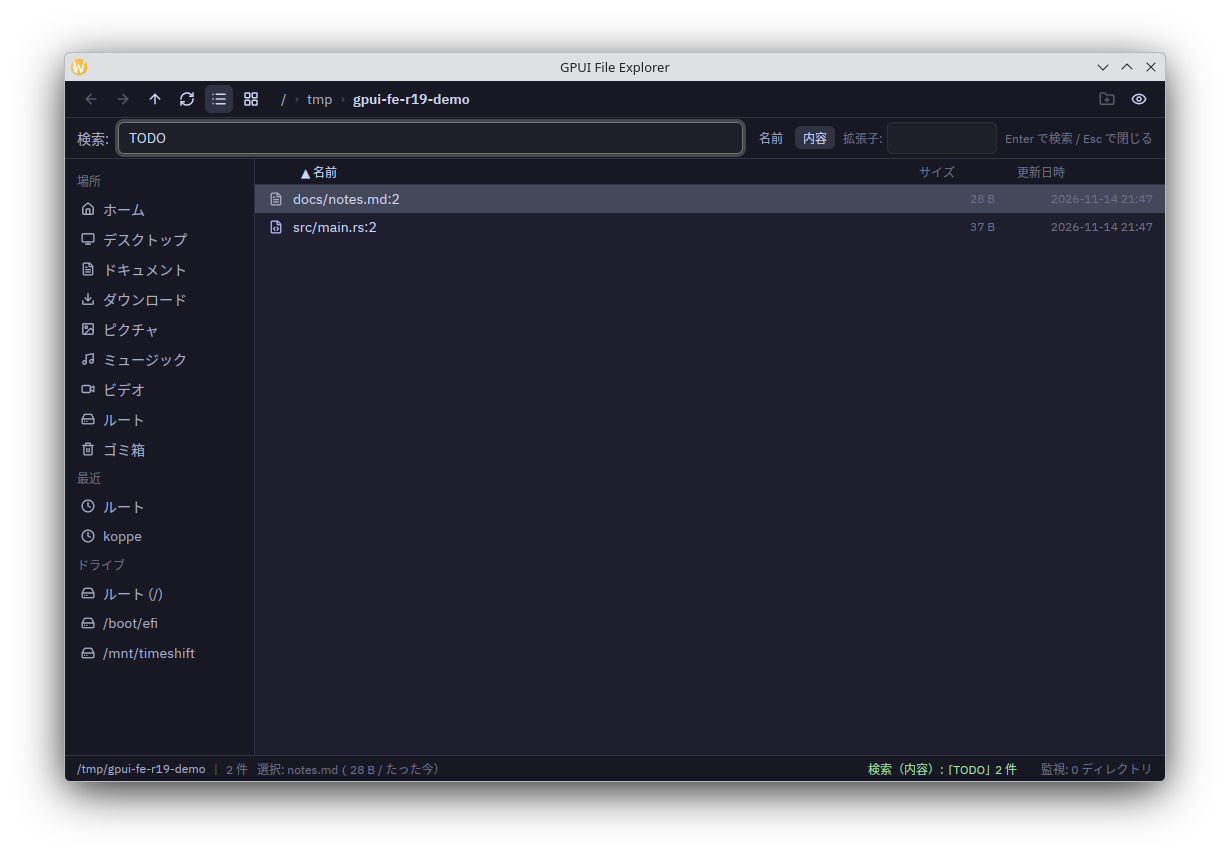 GPUI File Explorer
/ › tmp › gpui-fe-r19-demo
検索: TODO 名前 内容 拡張子: Enter で検索 / Esc で閉じる
場所
ホーム
デスクトップ
ドキュメント
ダウンロード
ピクチャ
ミュージック
ビデオ
ルート
ゴミ箱
最近
ルート
koppe
ドライブ
ルート (/)
/boot/efi
/mnt/timeshift
▲名前 サイズ 更新日時
docs/notes.md:2 28 B 2026-11-14 21:47
src/main.rs:2 37 B 2026-11-14 21:47
/tmp/gpui-fe-r19-demo | 2 件 選択: notes.md ( 28 B / たった今) 検索（内容）: 「TODO」 2 件 監視: 0 ディレクトリ